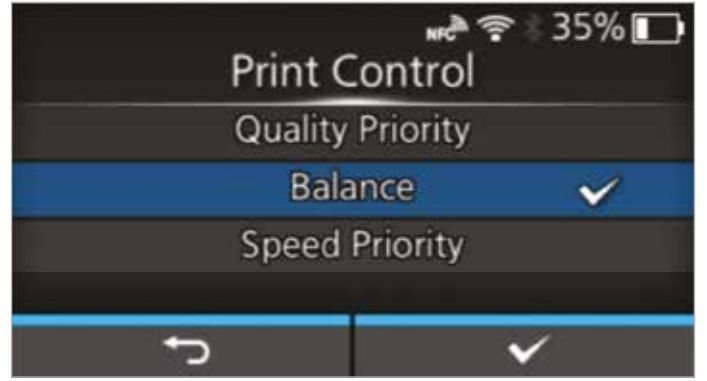 NFC 35%
Print Control
Quality Priority
Balance
Speed Priority